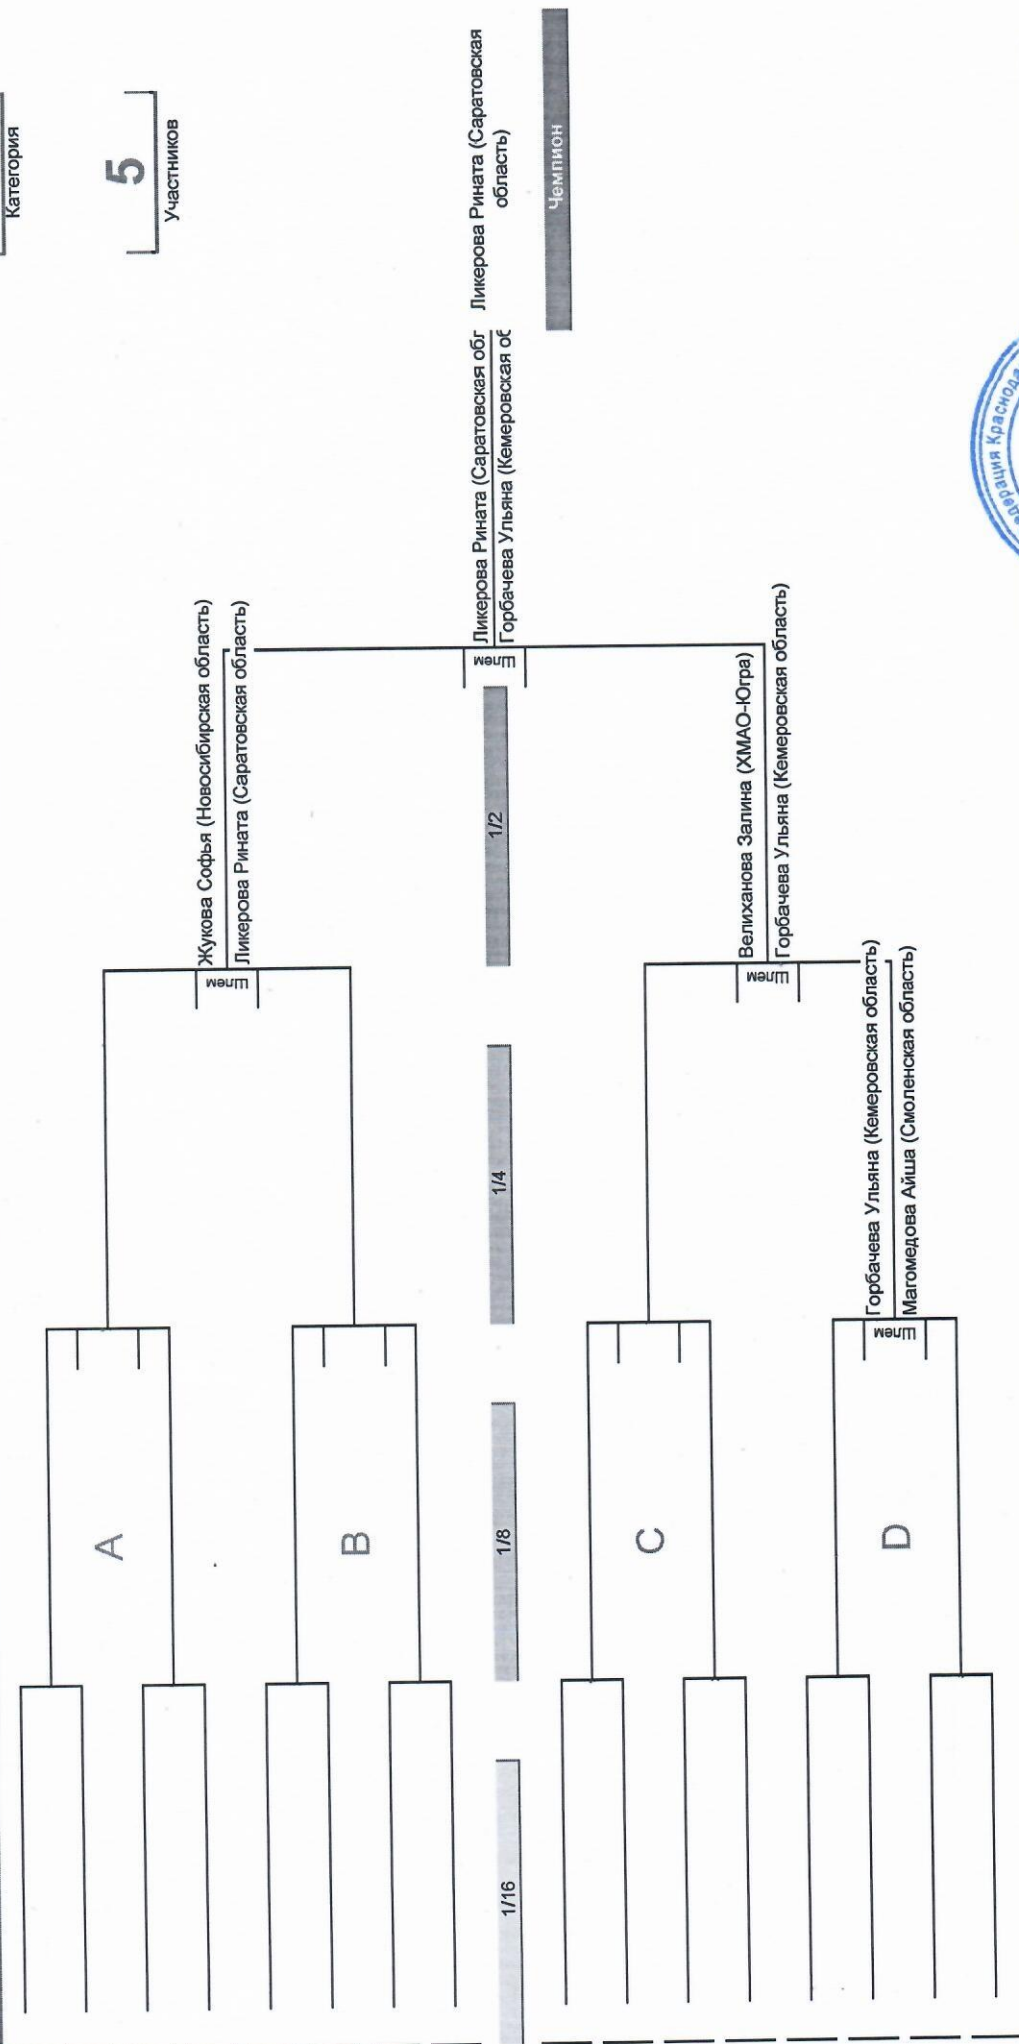 Категория
5
Участников
A
B
C
D
1/16
1/8
1/4
1/2
Чемпион
Горбачева Ульяна (Кемеровская область)
Шлем
Магомедова Айша (Смоленская область)
Жукова Софья (Новосибирская область)
Шлем
Ликерова Рината (Саратовская область)
Велиханова Залина (ХМАО-Югра)
Шлем
Горбачева Ульяна (Кемеровская область)
Ликерова Рината (Саратовская обл
Шлем
Горбачева Ульяна (Кемеровская об
Ликерова Рината (Саратовская
область)
Краснода